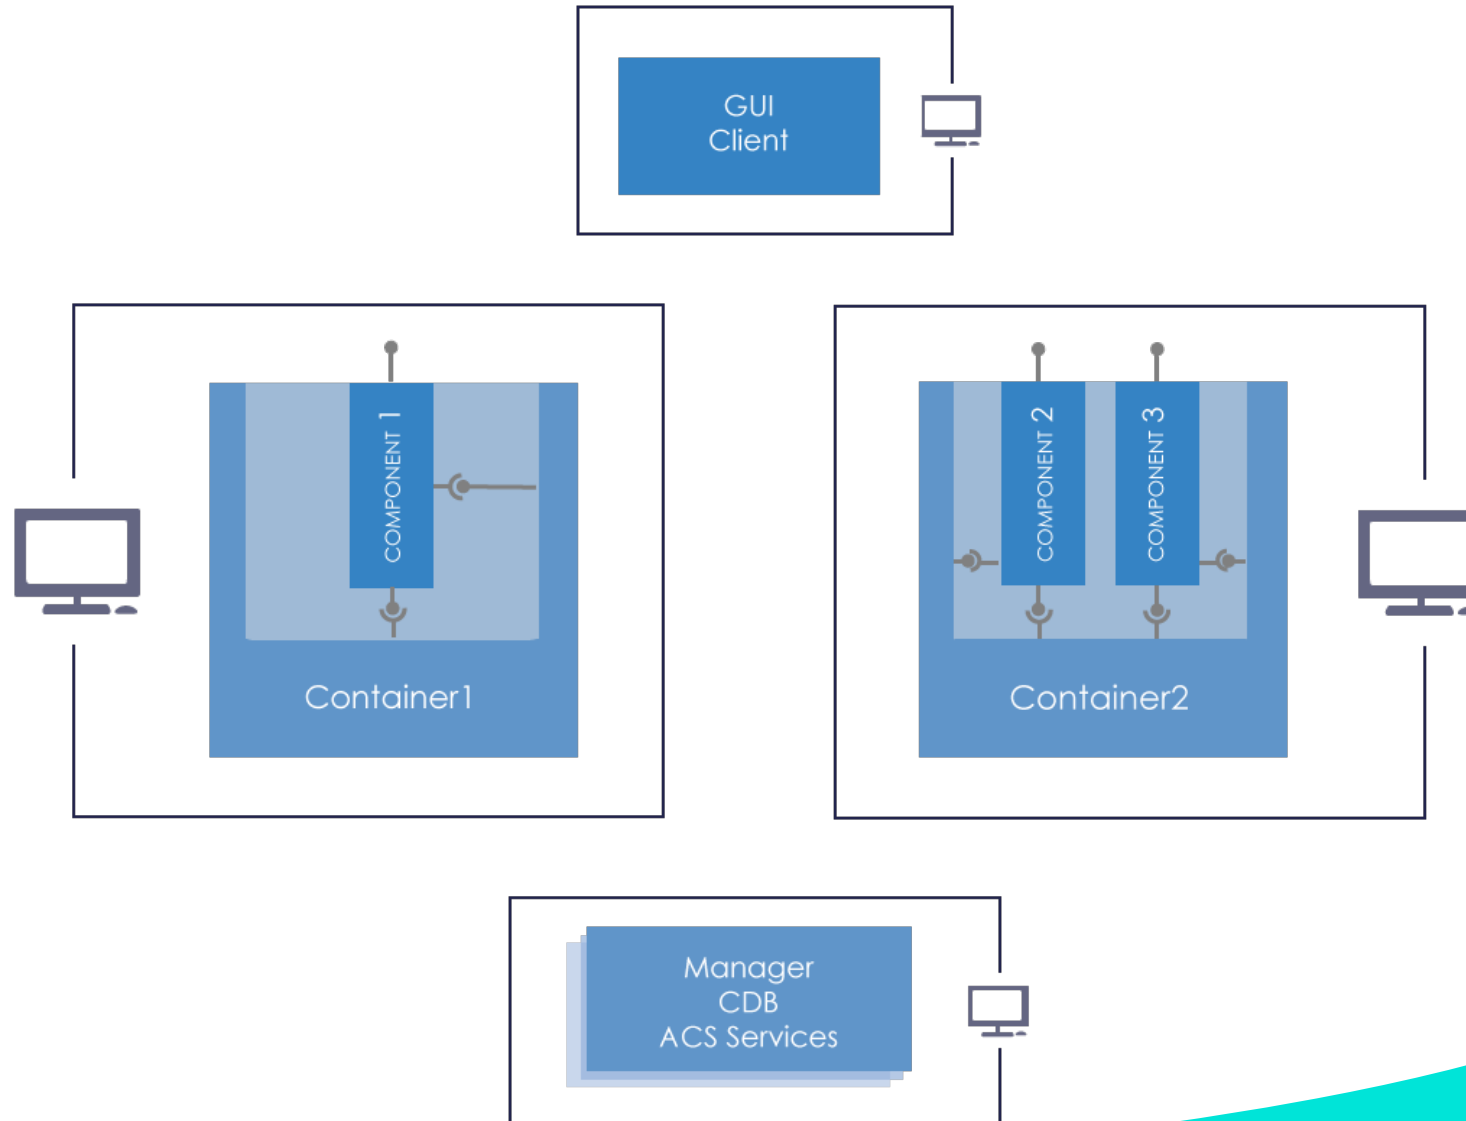 GUI
Client
COMPONENT 1
Container1
COMPONENT 2
COMPONENT 3
Container2
Manager
CDB
ACS Services